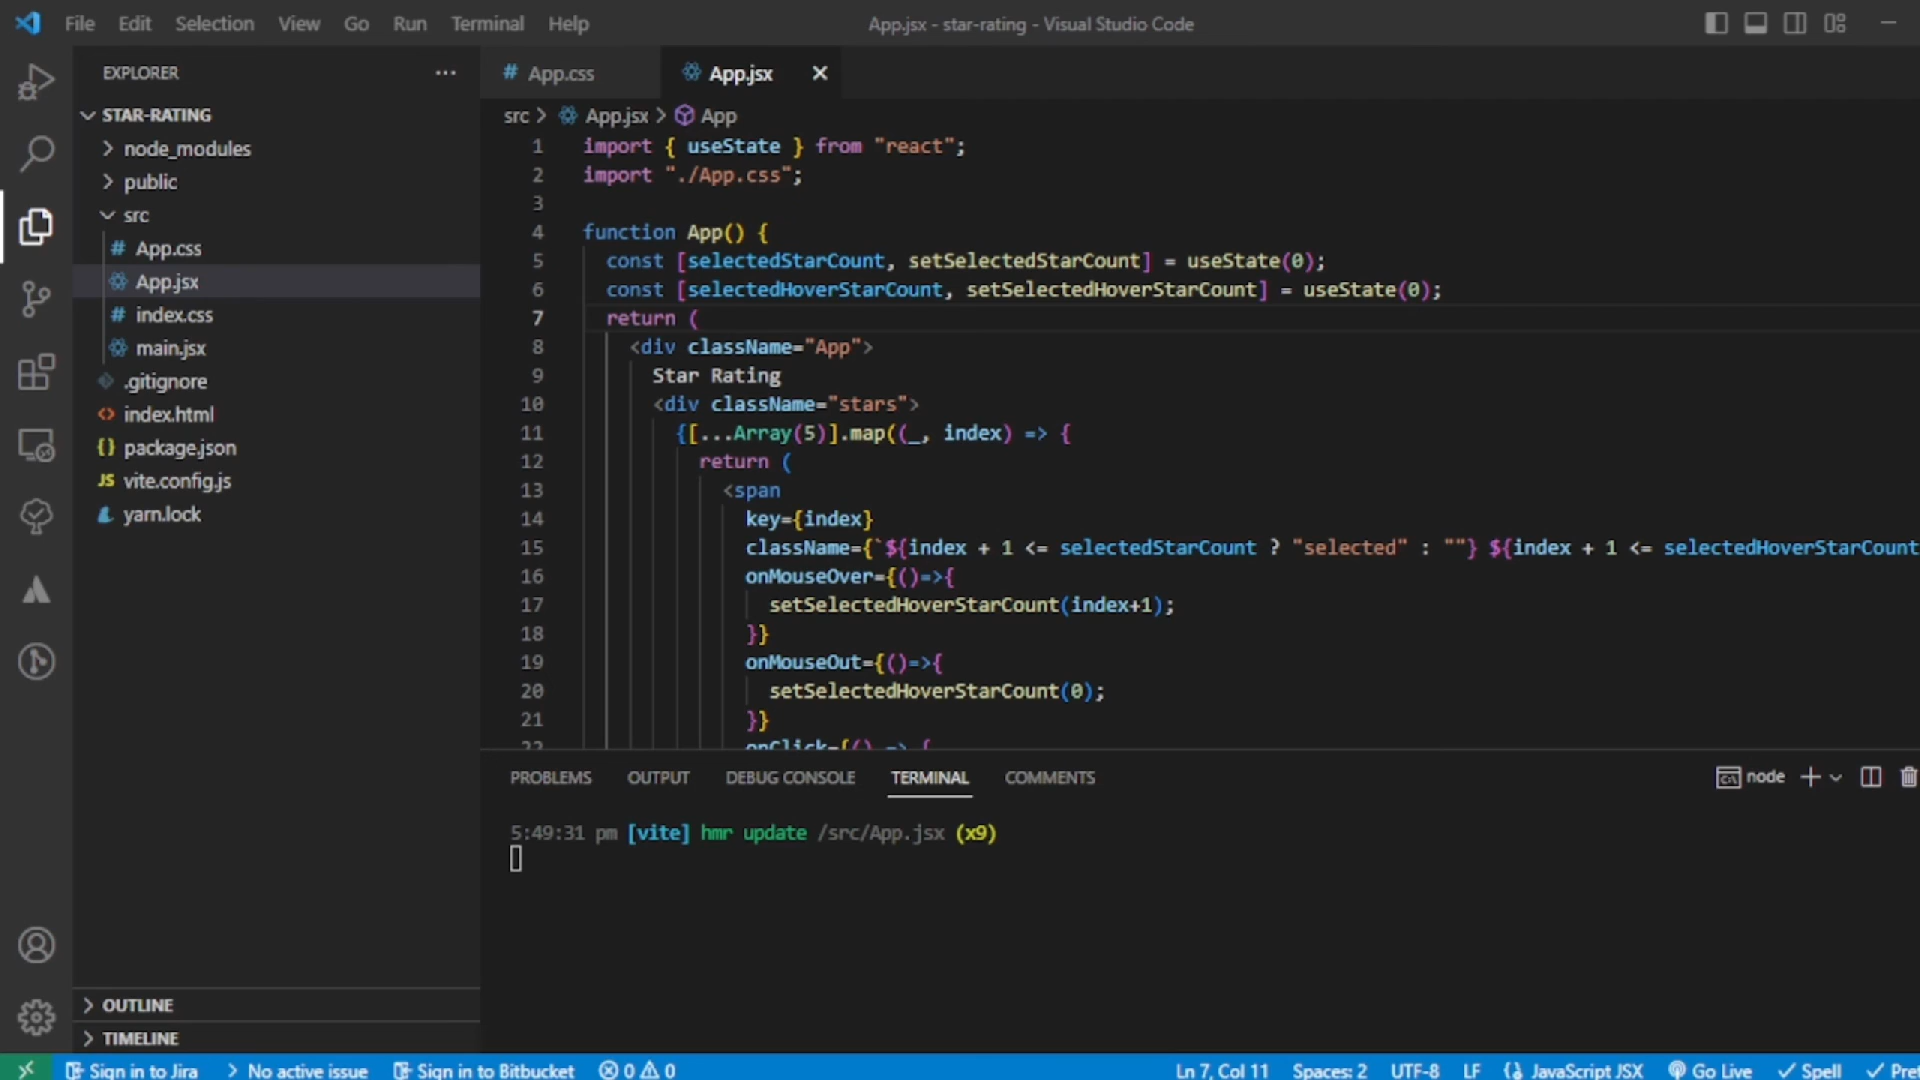 File Edit Selection View Go Run Terminal Help App.jsx - star-rating - Visual Studio Code
EXPLORER ...
STAR-RATING
node_modules
public
src
# App.css
App.jsx
# index.css
main.jsx
.gitignore
<> index.html
{} package.json
JS vite.config.js
yarn.lock
OUTLINE
TIMELINE
# App.css App.jsx
src > App.jsx > App
1 import { useState } from "react";
2 import "./App.css";
3
4 function App() {
5 const [selectedStarCount, setSelectedStarCount] = useState(0);
6 const [selectedHoverStarCount, setSelectedHoverStarCount] = useState(0);
7 return (
8 <div className="App">
9 Star Rating
10 <div className="stars">
11 {[...Array(5)].map((_, index) => {
12 return (
13 <span
14 key={index}
15 className={`${index + 1 <= selectedStarCount ? "selected" : ""} ${index + 1 <= selectedHoverStarCount
16 onMouseOver={()=>{
17 setSelectedHoverStarCount(index+1);
18 }}
19 onMouseOut={()=>{
20 setSelectedHoverStarCount(0);
21 }}
22 onClick={() => {
PROBLEMS OUTPUT DEBUG CONSOLE TERMINAL COMMENTS node
5:49:31 pm [vite] hmr update /src/App.jsx (x9)
Sign in to Jira > No active issue Sign in to Bitbucket 0 0 Ln 7, Col 11 Spaces: 2 UTF-8 LF {} JavaScript JSX Go Live Spell